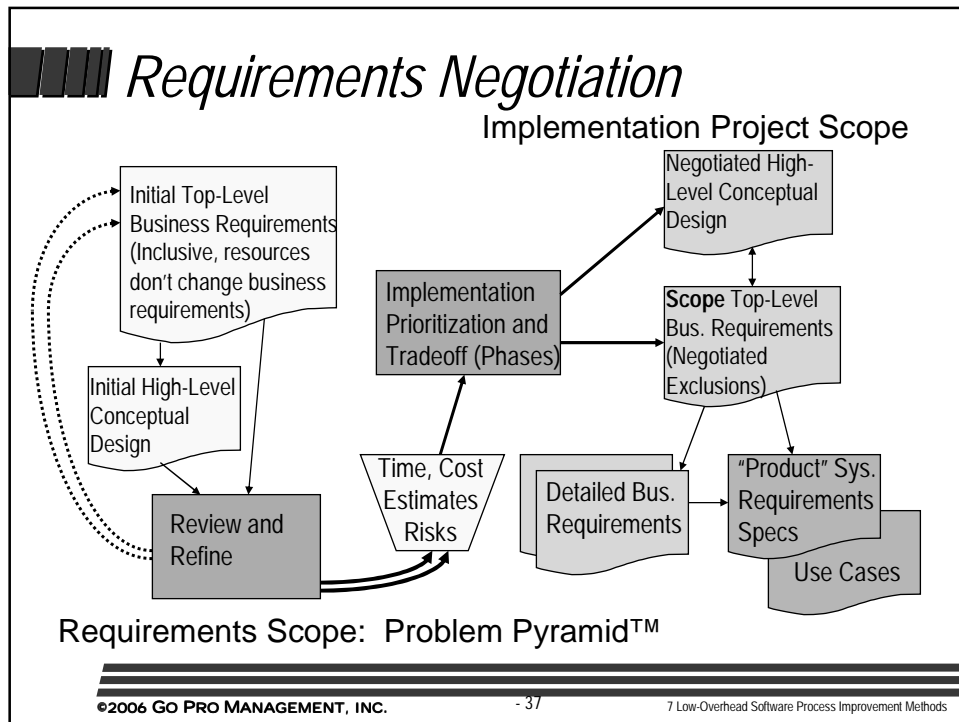 Requirements Negotiation
Implementation Project Scope
Initial Top-Level
Business Requirements
(Inclusive, resources
don't change business
requirements)
Initial High-Level
Conceptual
Design
Review and
Refine
Time, Cost
Estimates
Risks
Implementation
Prioritization and
Tradeoff (Phases)
Negotiated High-
Level Conceptual
Design
Scope Top-Level
Bus. Requirements
(Negotiated
Exclusions)
Detailed Bus.
Requirements
“Product” Sys.
Requirements
Specs
Use Cases
Requirements Scope: Problem Pyramid™
©2006 GO PRO MANAGEMENT, INC.
- 37
7 Low-Overhead Software Process Improvement Methods